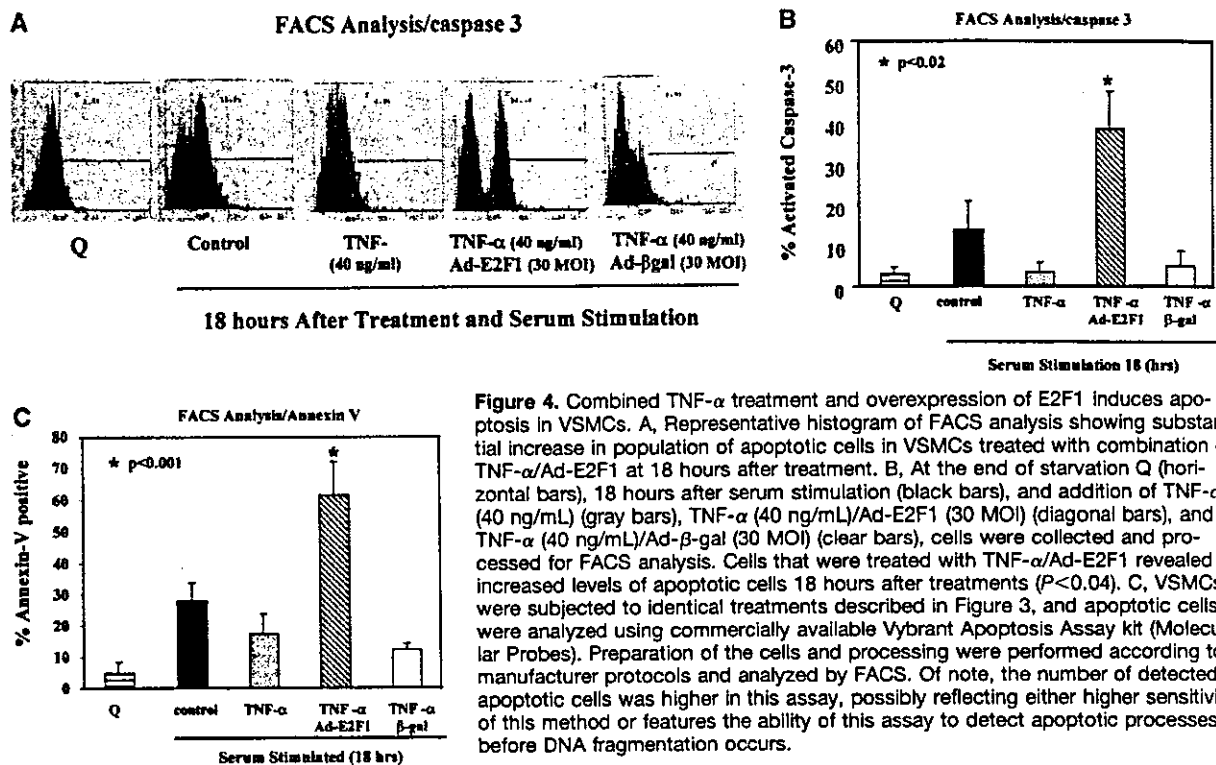 A
FACS Analysis/caspase 3
Q
Control
TNF-
(40 ng/ml)
TNF-α (40 ng/ml)
Ad-E2F1 (30 MOI)
TNF-α (40 ng/ml)
Ad-βgal (30 MOI)
18 hours After Treatment and Serum Stimulation
B
FACS Analysis/caspase 3
% Activated Caspase-3
60
50
40
30
20
10
0
* p<0.02
*
Q
control
TNF-α
TNF -α
Ad-E2F1
TNF -α
β-gal
Serum Stimulation 18 (hrs)
C
FACS Analysis/Annexin V
% Annexin-V positive
80
70
60
50
40
30
20
10
0
* p<0.001
*
Q
control
TNF-α
TNF -α
Ad-E2F1
TNF -α
β-gal
Serum Stimulated (18 hrs)
Figure 4. Combined TNF-α treatment and overexpression of E2F1 induces apo-
ptosis in VSMCs. A, Representative histogram of FACS analysis showing substan
tial increase in population of apoptotic cells in VSMCs treated with combination
TNF-α/Ad-E2F1 at 18 hours after treatment. B, At the end of starvation Q (hori-
zontal bars), 18 hours after serum stimulation (black bars), and addition of TNF-α
(40 ng/mL) (gray bars), TNF-α (40 ng/mL)/Ad-E2F1 (30 MOI) (diagonal bars), and
TNF-α (40 ng/mL)/Ad-β-gal (30 MOI) (clear bars), cells were collected and pro-
cessed for FACS analysis. Cells that were treated with TNF-α/Ad-E2F1 revealed
increased levels of apoptotic cells 18 hours after treatments (P<0.04). C, VSMCs
were subjected to identical treatments described in Figure 3, and apoptotic cells
were analyzed using commercially available Vybrant Apoptosis Assay kit (Molecu
lar Probes). Preparation of the cells and processing were performed according to
manufacturer protocols and analyzed by FACS. Of note, the number of detected
apoptotic cells was higher in this assay, possibly reflecting either higher sensitivi
of this method or features the ability of this assay to detect apoptotic processes
before DNA fragmentation occurs.